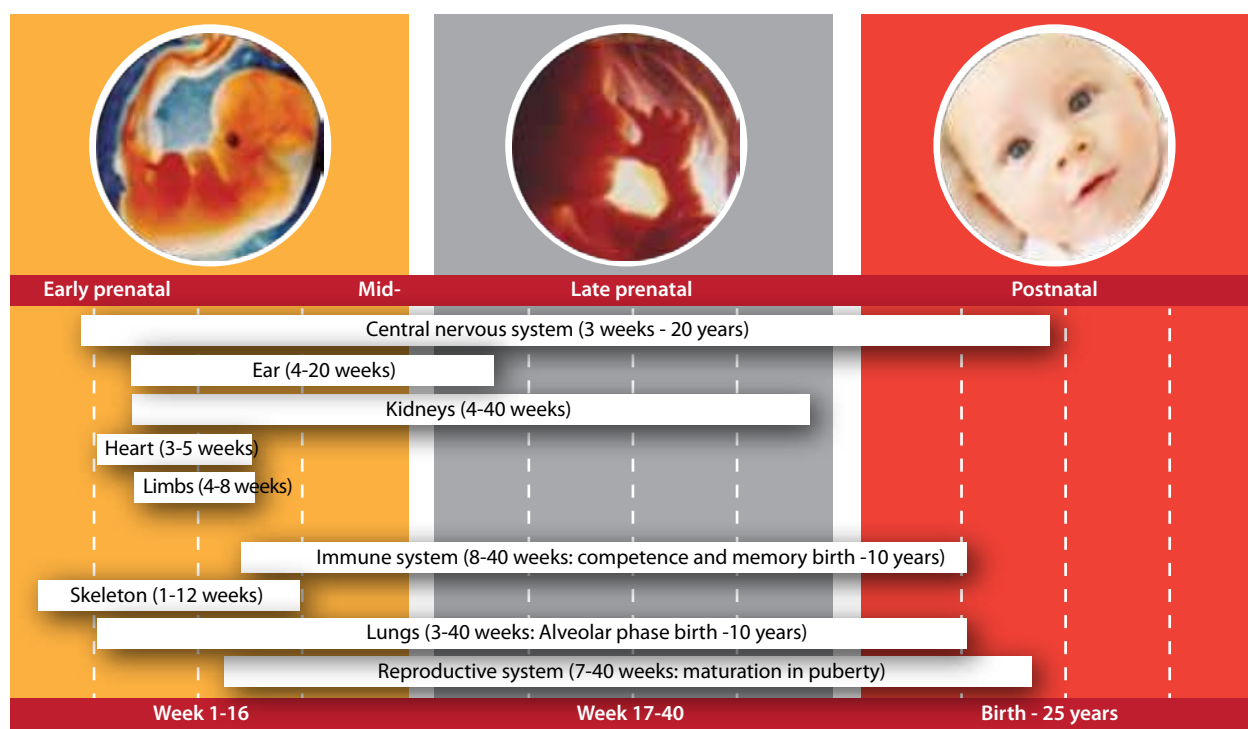 Early prenatal Mid- Late prenatal Postnatal
Central nervous system (3 weeks - 20 years)
Ear (4-20 weeks)
Kidneys (4-40 weeks)
Heart (3-5 weeks)
Limbs (4-8 weeks)
Immune system (8-40 weeks: competence and memory birth -10 years)
Skeleton (1-12 weeks)
Lungs (3-40 weeks: Alveolar phase birth -10 years)
Reproductive system (7-40 weeks: maturation in puberty)
Week 1-16 Week 17-40 Birth - 25 years